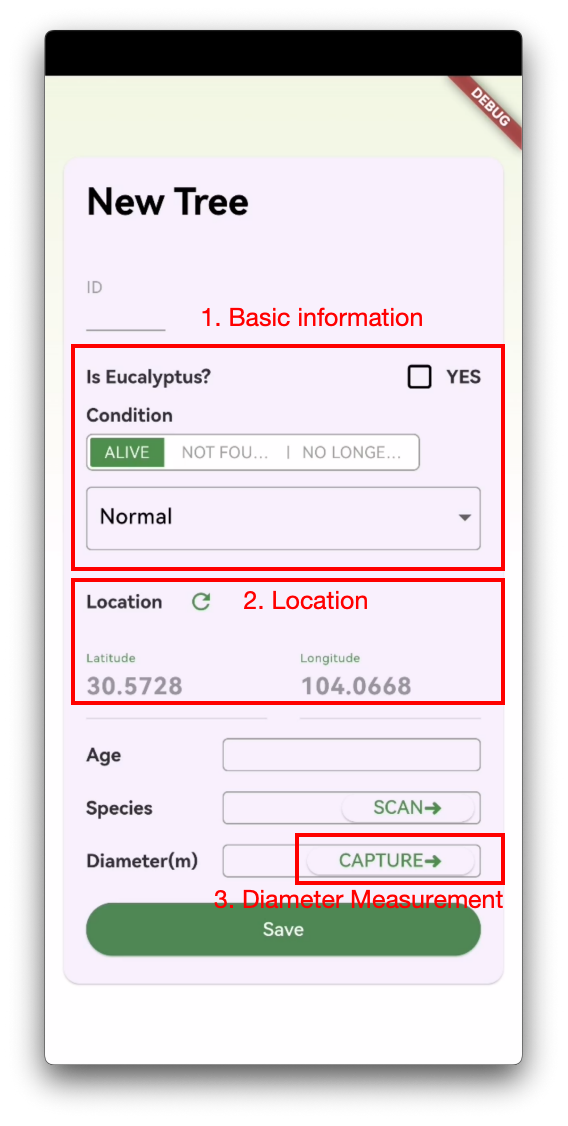 DEBUG
New Tree
ID
1. Basic information
Is Eucalyptus? YES
Condition
ALIVE NOT FOU... | NO LONGE...
Normal
Location 2. Location
Latitude Longitude
30.5728 104.0668
Age
Species SCAN➔
Diameter(m) CAPTURE➔
3. Diameter Measurement
Save